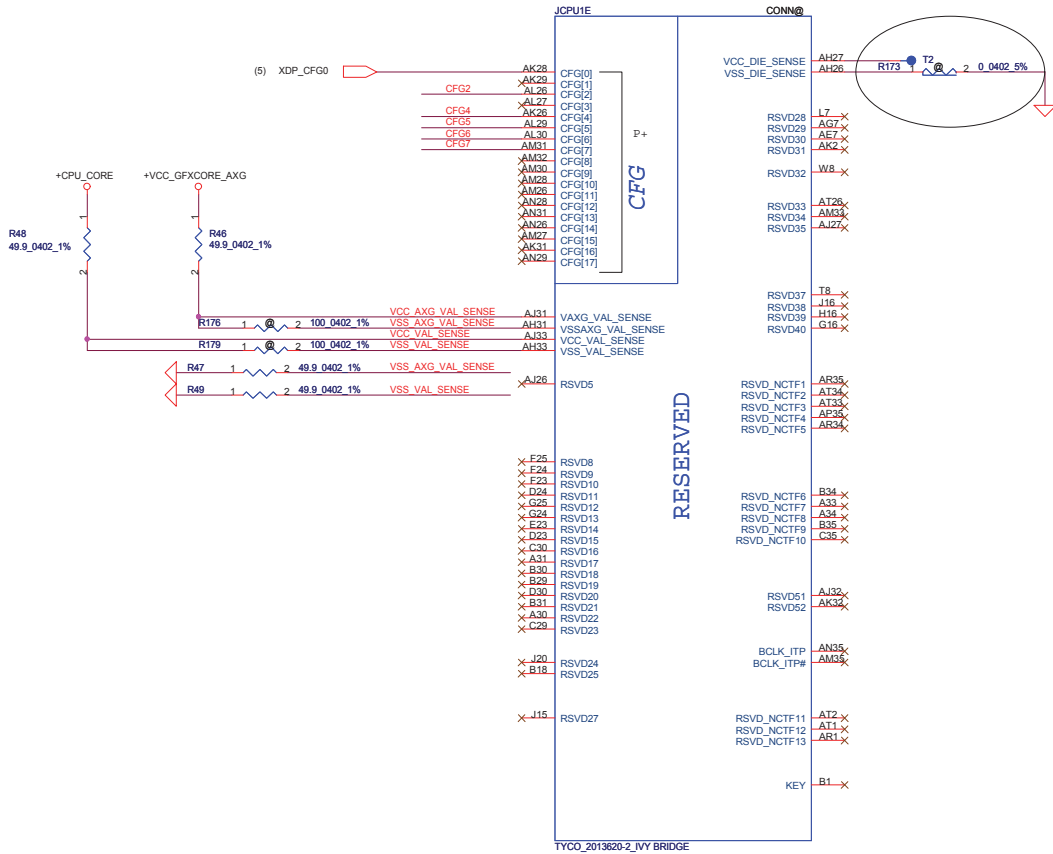 JCPU1E CONN@
(5) XDP_CFG0
AK28 CFG[0]
AK29 CFG[1]
CFG2 AL26 CFG[2]
AL27 CFG[3]
CFG4 AK26 CFG[4]
CFG5 AL29 CFG[5]
CFG6 AL30 CFG[6]
CFG7 AM31 CFG[7]
AM32 CFG[8]
AM30 CFG[9]
AM28 CFG[10]
AM26 CFG[11]
AN28 CFG[12]
AN31 CFG[13]
AN26 CFG[14]
AM27 CFG[15]
AK31 CFG[16]
AN29 CFG[17]
P+
CFG
VCC_DIE_SENSE AH27 T2
VSS_DIE_SENSE AH26 R173 1 @ 2 0_0402_5%
RSVD28 L7
RSVD29 AG7
RSVD30 AE7
RSVD31 AK2
RSVD32 W8
RSVD33 AT26
RSVD34 AM33
RSVD35 AJ27
RSVD37 T8
RSVD38 J16
RSVD39 H16
RSVD40 G16
+CPU_CORE +VCC_GFXCORE_AXG
1 1
R48 R46
49.9_0402_1% 49.9_0402_1%
2 2
VCC_AXG_VAL_SENSE AJ31 VAXG_VAL_SENSE
R176 1 @ 2 100_0402_1% VSS_AXG_VAL_SENSE AH31 VSSAXG_VAL_SENSE
VCC_VAL_SENSE AJ33 VCC_VAL_SENSE
R179 1 @ 2 100_0402_1% VSS_VAL_SENSE AH33 VSS_VAL_SENSE
R47 1 2 49.9_0402_1% VSS_AXG_VAL_SENSE
AJ26 RSVD5
R49 1 2 49.9_0402_1% VSS_VAL_SENSE
RESERVED
RSVD_NCTF1 AR35
RSVD_NCTF2 AT34
RSVD_NCTF3 AT33
RSVD_NCTF4 AP35
RSVD_NCTF5 AR34
F25 RSVD8
F24 RSVD9
F23 RSVD10
D24 RSVD11
G25 RSVD12
G24 RSVD13
E23 RSVD14
D23 RSVD15
C30 RSVD16
A31 RSVD17
B30 RSVD18
B29 RSVD19
D30 RSVD20
B31 RSVD21
A30 RSVD22
C29 RSVD23
J20 RSVD24
B18 RSVD25
J15 RSVD27
RSVD_NCTF6 B34
RSVD_NCTF7 A33
RSVD_NCTF8 A34
RSVD_NCTF9 B35
RSVD_NCTF10 C35
RSVD51 AJ32
RSVD52 AK32
BCLK_ITP AN35
BCLK_ITP# AM35
RSVD_NCTF11 AT2
RSVD_NCTF12 AT1
RSVD_NCTF13 AR1
KEY B1
TYCO_2013620-2_IVY BRIDGE